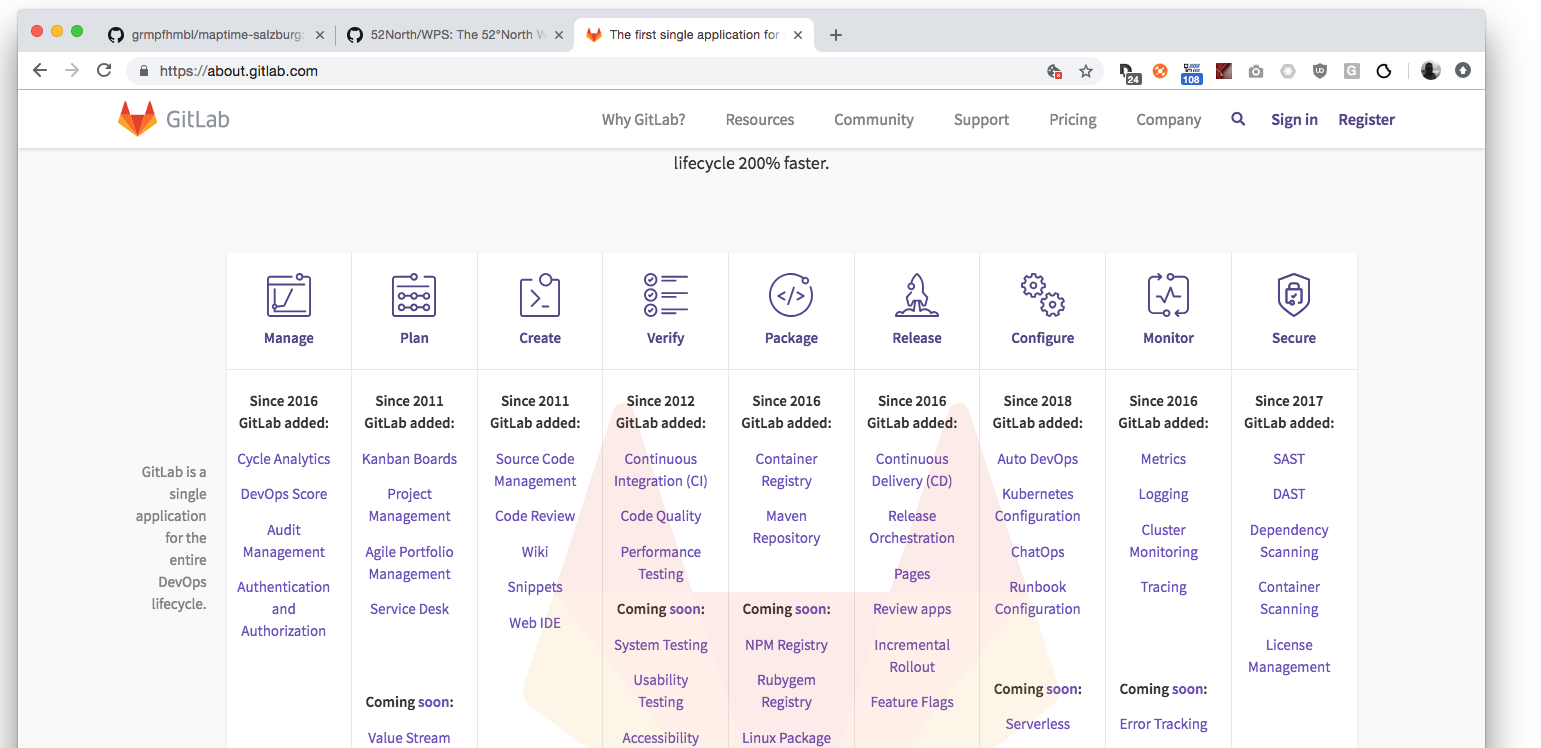 grmpfhmbl/maptime-salzburg:
52North/WPS: The 52°North W
The first single application for
https://about.gitlab.com
24
108
UD
G
GitLab
Why GitLab?
Resources
Community
Support
Pricing
Company
Sign in
Register
lifecycle 200% faster.
Manage
Plan
Create
Verify
Package
Release
Configure
Monitor
Secure
GitLab is a
single
application
for the
entire
DevOps
lifecycle.
Since 2016
GitLab added:
Cycle Analytics
DevOps Score
Audit
Management
Authentication
and
Authorization
Since 2011
GitLab added:
Kanban Boards
Project
Management
Agile Portfolio
Management
Service Desk
Coming soon:
Value Stream
Since 2011
GitLab added:
Source Code
Management
Code Review
Wiki
Snippets
Web IDE
Since 2012
GitLab added:
Continuous
Integration (CI)
Code Quality
Performance
Testing
Coming soon:
System Testing
Usability
Testing
Accessibility
Since 2016
GitLab added:
Container
Registry
Maven
Repository
Coming soon:
NPM Registry
Rubygem
Registry
Linux Package
Since 2016
GitLab added:
Continuous
Delivery (CD)
Release
Orchestration
Pages
Review apps
Incremental
Rollout
Feature Flags
Since 2018
GitLab added:
Auto DevOps
Kubernetes
Configuration
ChatOps
Runbook
Configuration
Coming soon:
Serverless
Since 2016
GitLab added:
Metrics
Logging
Cluster
Monitoring
Tracing
Coming soon:
Error Tracking
Since 2017
GitLab added:
SAST
DAST
Dependency
Scanning
Container
Scanning
License
Management